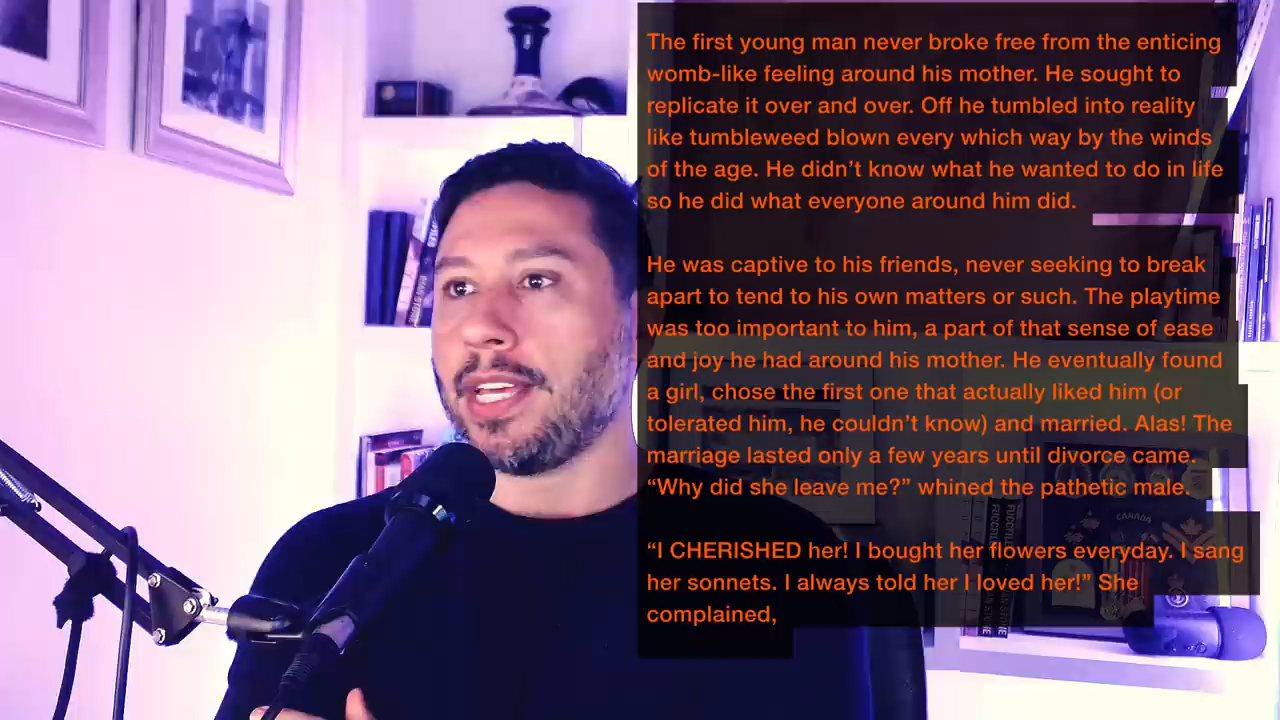 The first young man never broke free from the enticing
womb-like feeling around his mother. He sought to
replicate it over and over. Off he tumbled into reality
like tumbleweed blown every which way by the winds
of the age. He didn’t know what he wanted to do in life
so he did what everyone around him did.
He was captive to his friends, never seeking to break
apart to tend to his own matters or such. The playtime
was too important to him, a part of that sense of ease
and joy he had around his mother. He eventually found
a girl, chose the first one that actually liked him (or
tolerated him, he couldn’t know) and married. Alas! The
marriage lasted only a few years until divorce came.
“Why did she leave me?” whined the pathetic male.
“I CHERISHED her! I bought her flowers everyday. I sang
her sonnets. I always told her I loved her!” She
complained,
CANADA